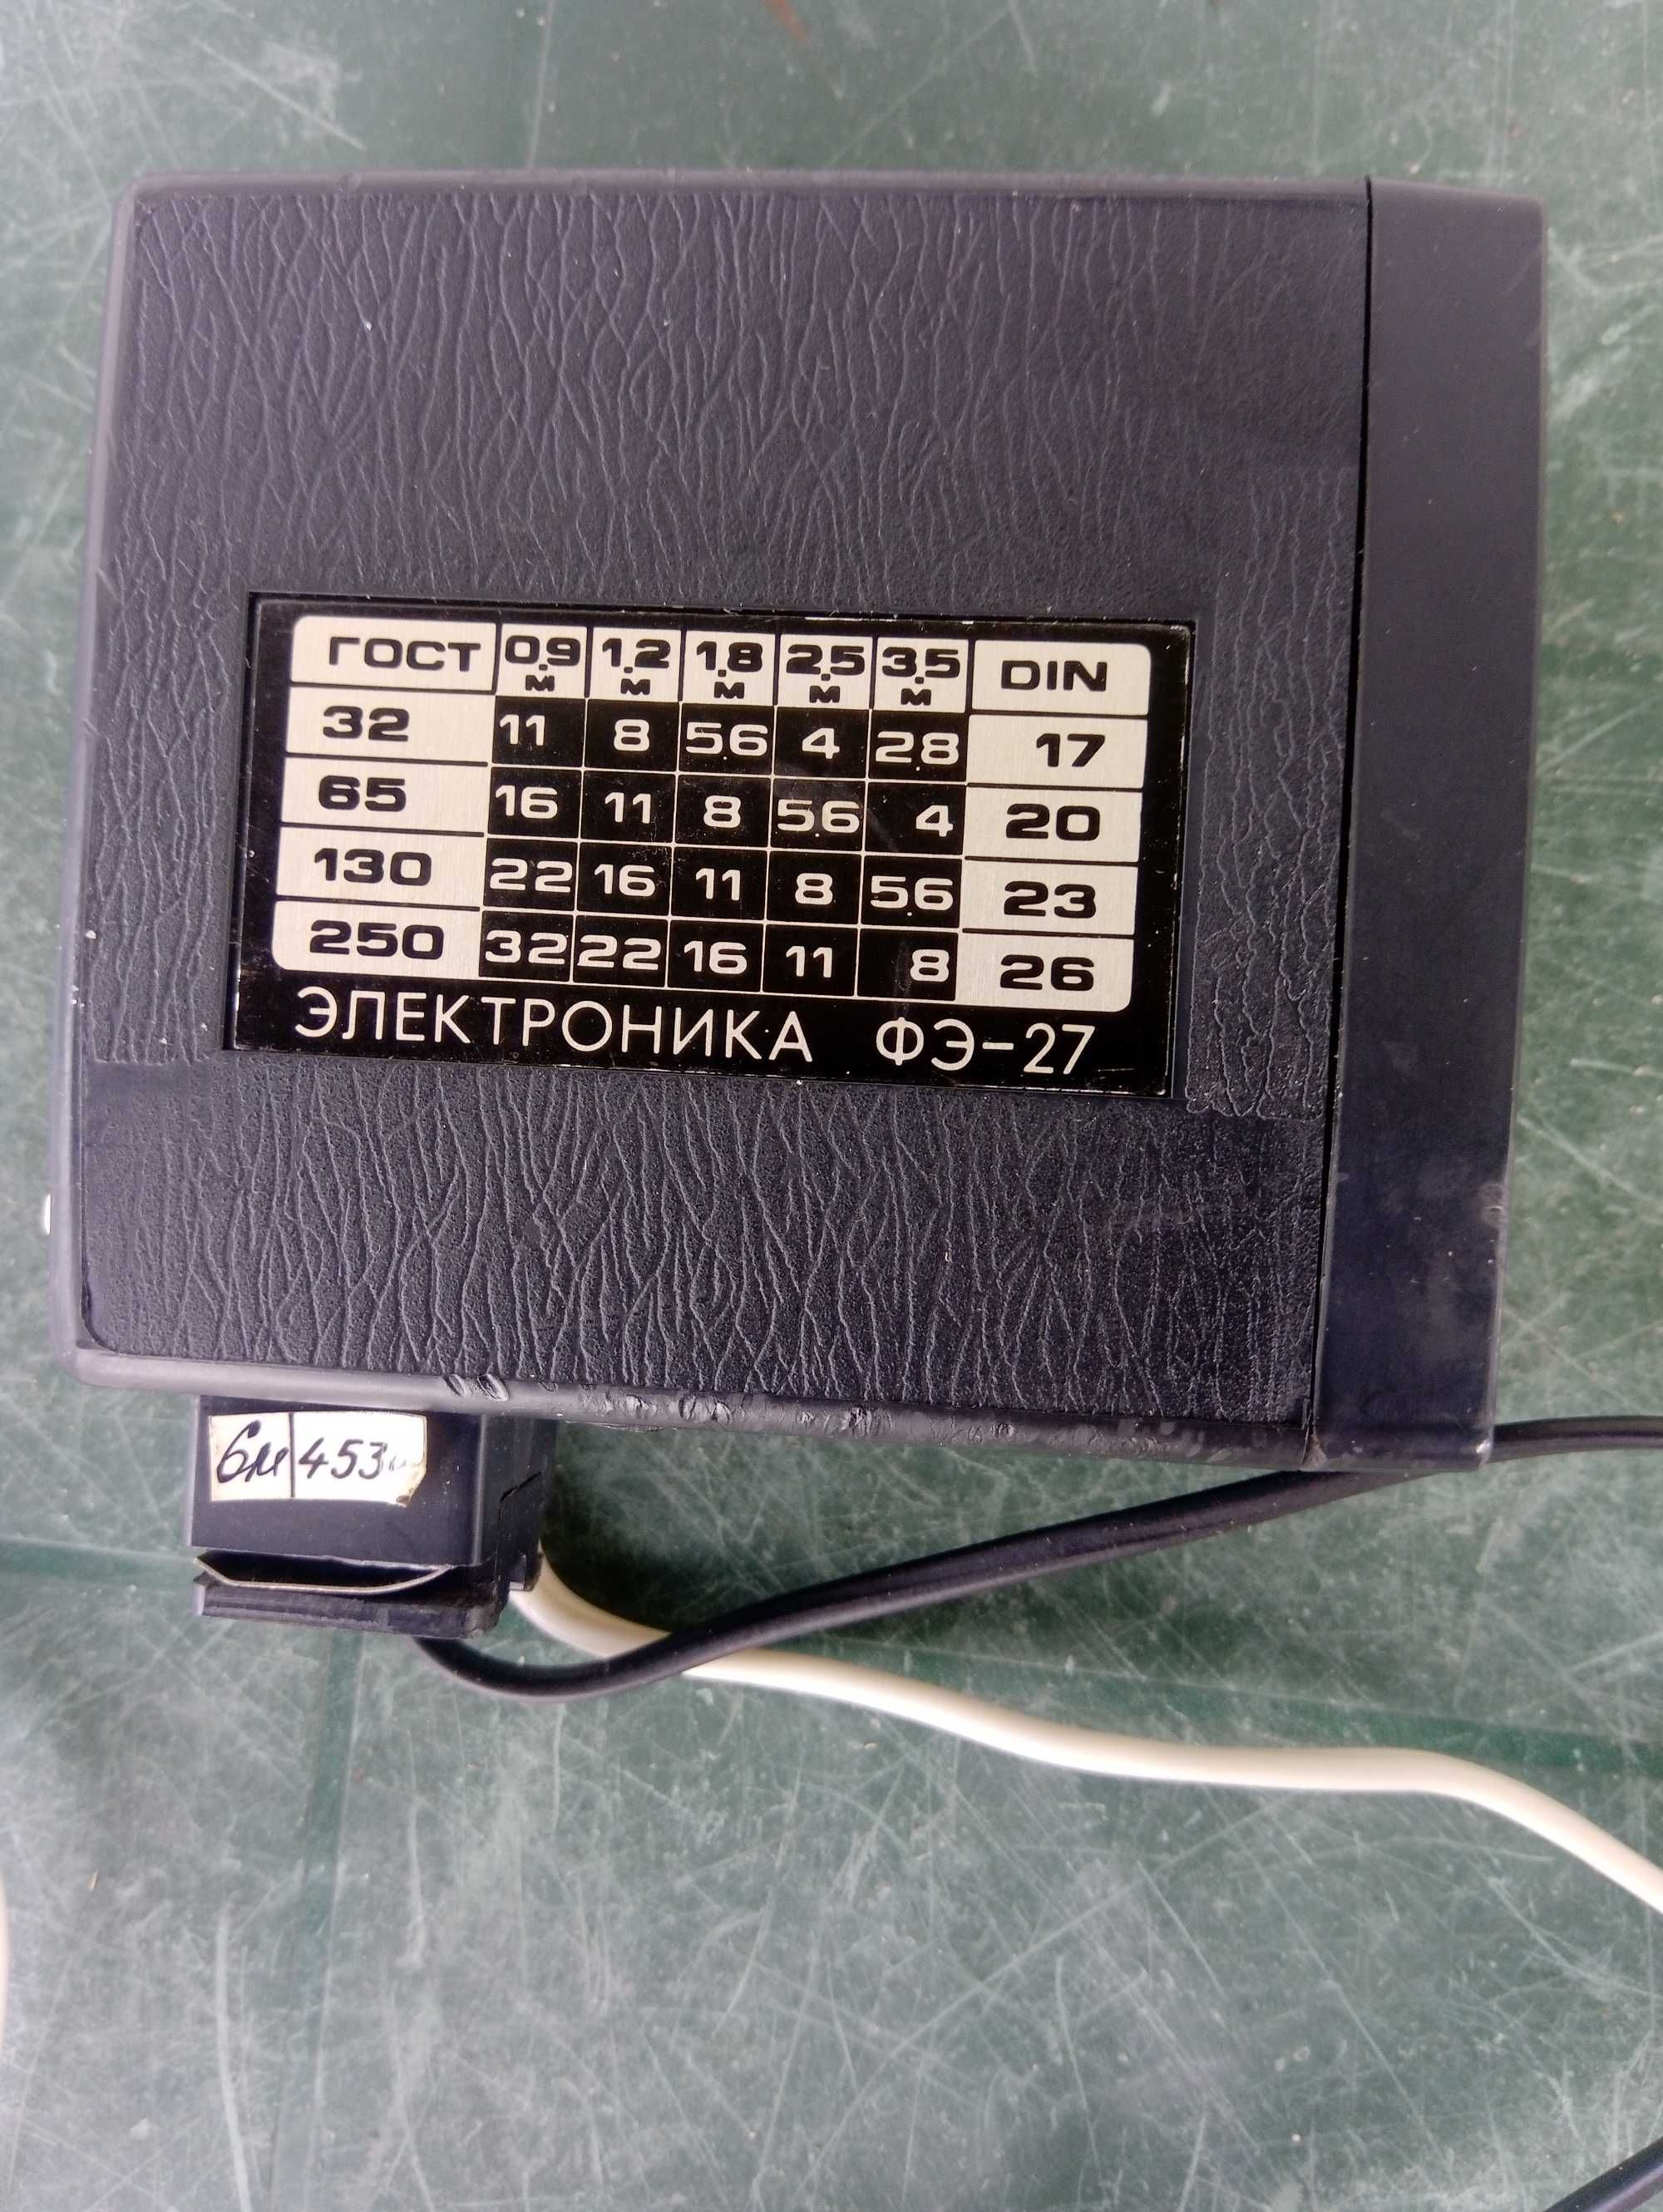 ГОСТ 0,9 м 1,2 м 1,8 м 2,5 м 3,5 м DIN
32 11 8 5.6 4 2.8 17
65 16 11 8 5.6 4 20
130 22 16 11 8 5.6 23
250 32 22 16 11 8 26
ЭЛЕКТРОНИКА ФЭ-27
453